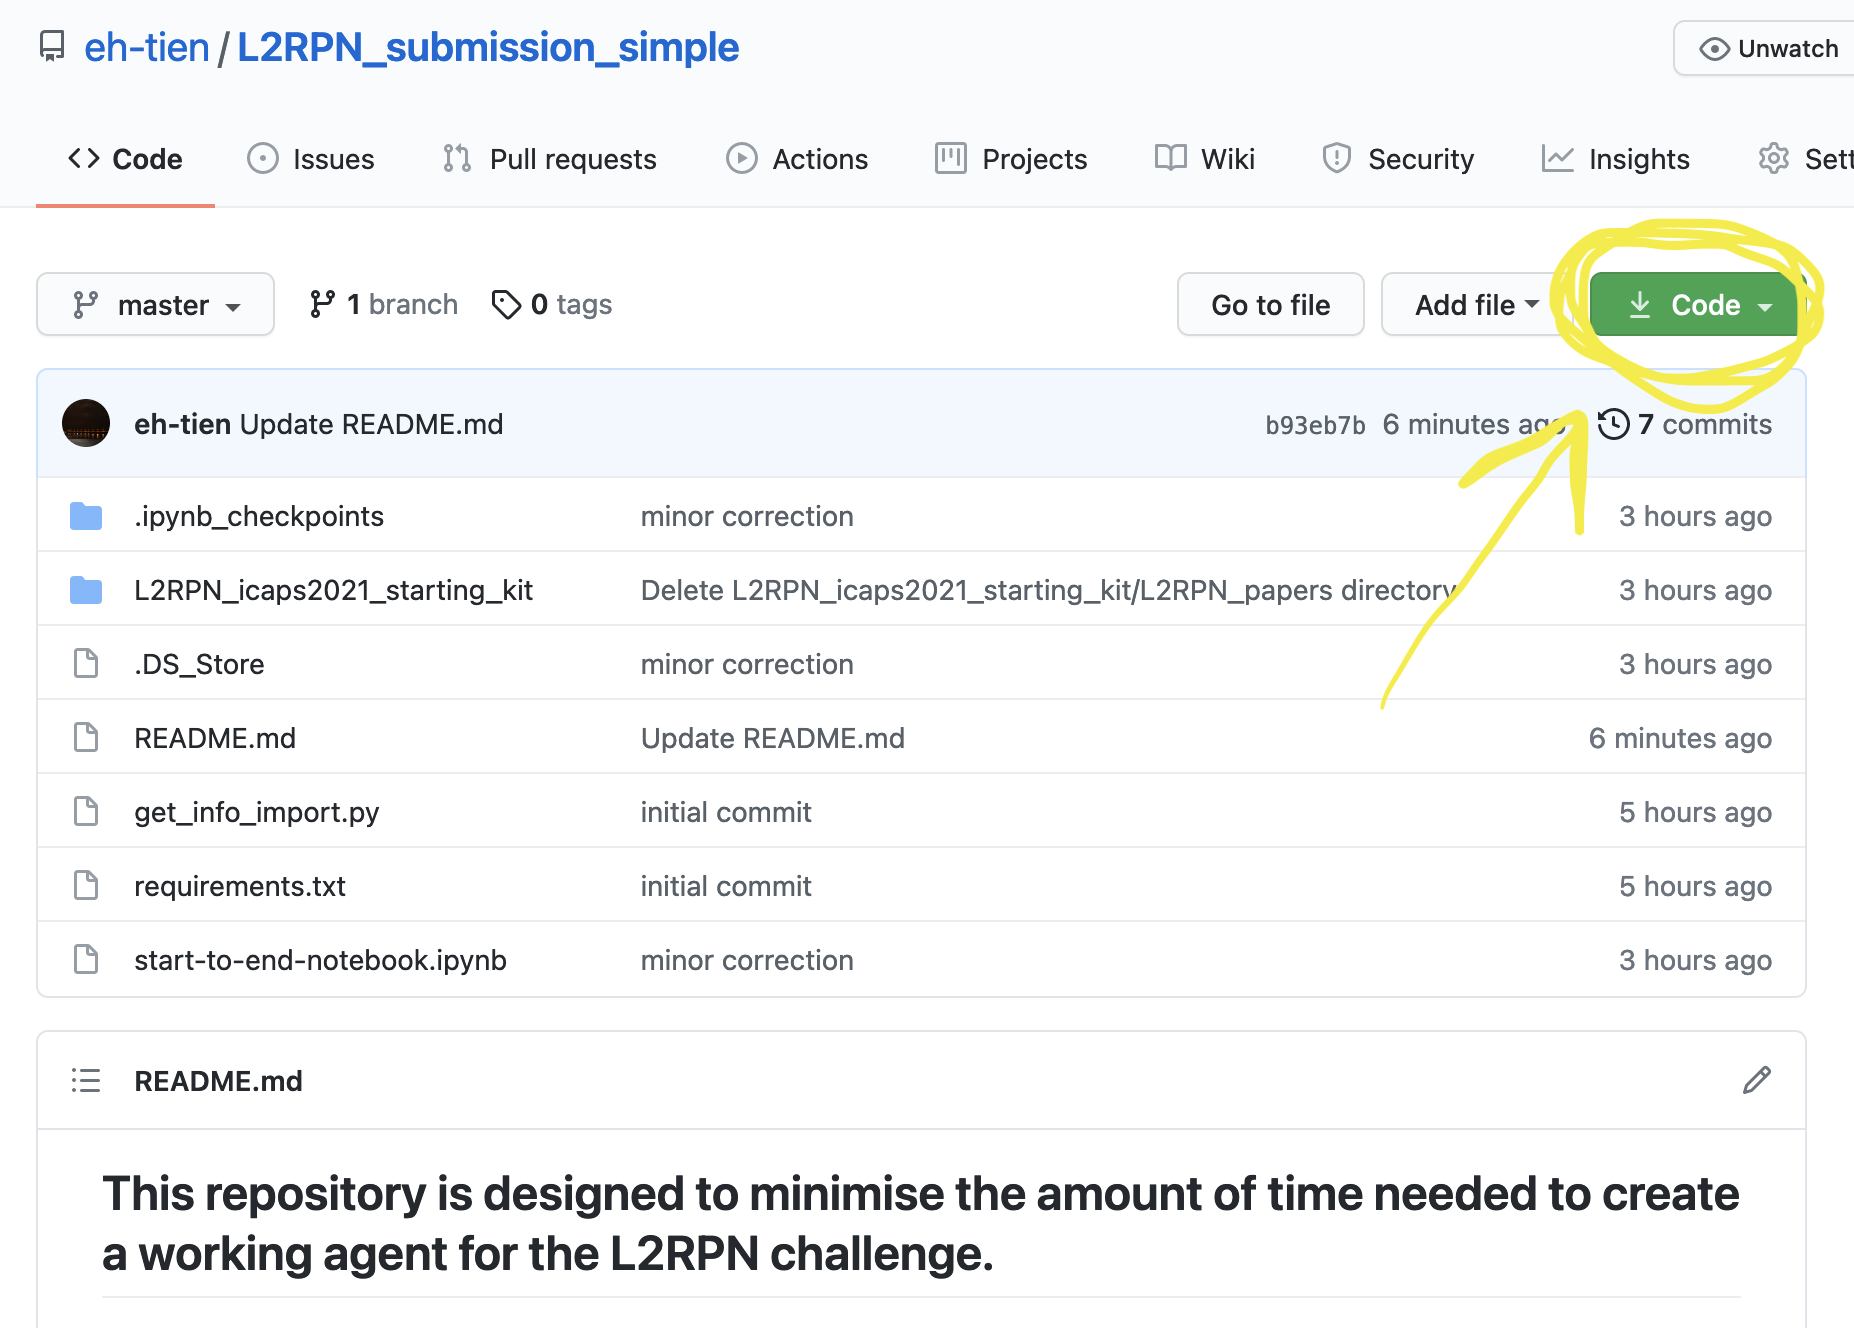 eh-tien / L2RPN_submission_simple
Unwatch
Code Issues Pull requests Actions Projects Wiki Security Insights
master 1 branch 0 tags Go to file Add file Code
eh-tien Update README.md b93eb7b 6 minutes ago 7 commits
.ipynb_checkpoints minor correction 3 hours ago
L2RPN_icaps2021_starting_kit Delete L2RPN_icaps2021_starting_kit/L2RPN_papers directory 3 hours ago
.DS_Store minor correction 3 hours ago
README.md Update README.md 6 minutes ago
get_info_import.py initial commit 5 hours ago
requirements.txt initial commit 5 hours ago
start-to-end-notebook.ipynb minor correction 3 hours ago
README.md
This repository is designed to minimise the amount of time needed to create
a working agent for the L2RPN challenge.